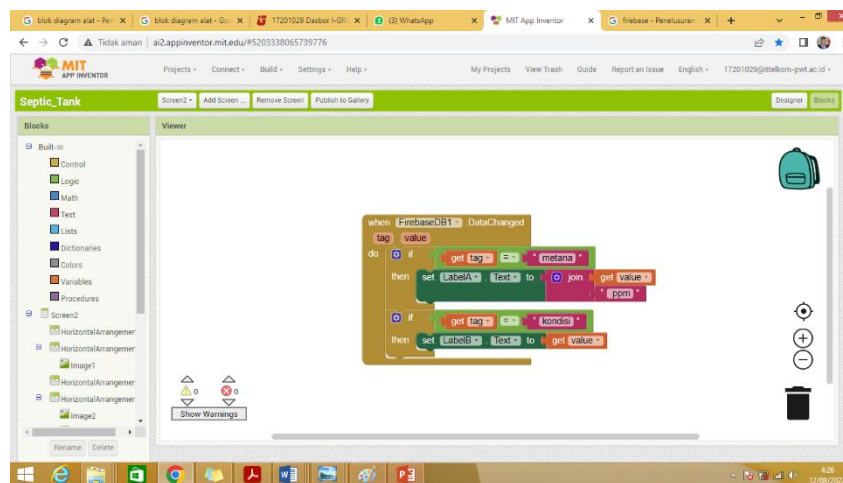 blok diagram alat - Pen
blok diagram alat - Goo
17201029 Dasbor I-GRA
(3) WhatsApp
MIT App Inventor
firebase - Penelusuran
Tidak aman
ai2.appinventor.mit.edu/#5203338065739776
MIT
APP INVENTOR
Projects
Connect
Build
Settings
Help
My Projects
View Trash
Guide
Report an Issue
English
17201029@ittelkom-pwt.ac.id
Septic_Tank
Screen2
Add Screen ...
Remove Screen
Publish to Gallery
Designer
Blocks
Blocks
Viewer
Built-in
Control
Logic
Math
Text
Lists
Dictionaries
Colors
Variables
Procedures
Screen2
HorizontalArrangemer
HorizontalArrangemer
Image1
HorizontalArrangemer
HorizontalArrangemer
Image2
Rename
Delete
when FirebaseDB1 .DataChanged
tag value
do if get tag = " metana "
then set LabelA . Text to join get value
" ppm "
if get tag = " kondisi "
then set LabelB . Text to get value
0 0
Show Warnings
4:26